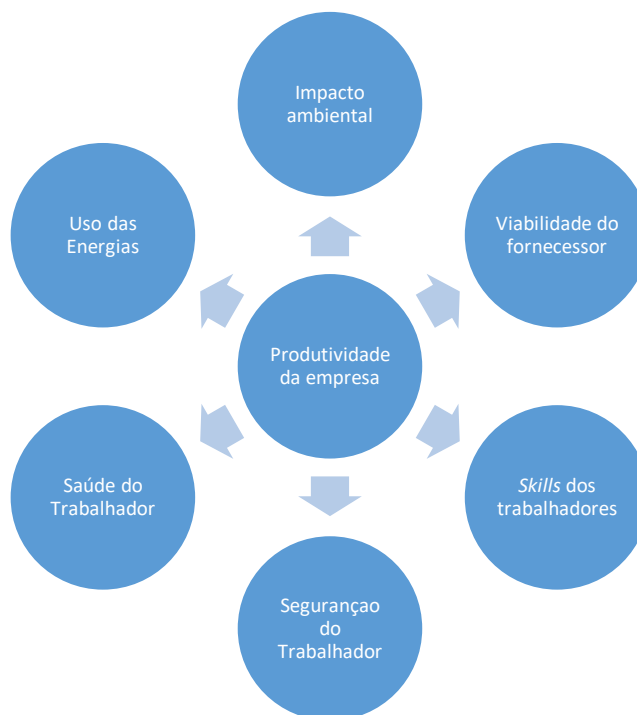 Impacto
ambiental
Uso das
Energias
Viabilidade do
fornecessor
Produtividade
da empresa
Saúde do
Trabalhador
Skills dos
trabalhadores
Seguránçao
do
Trabalhador